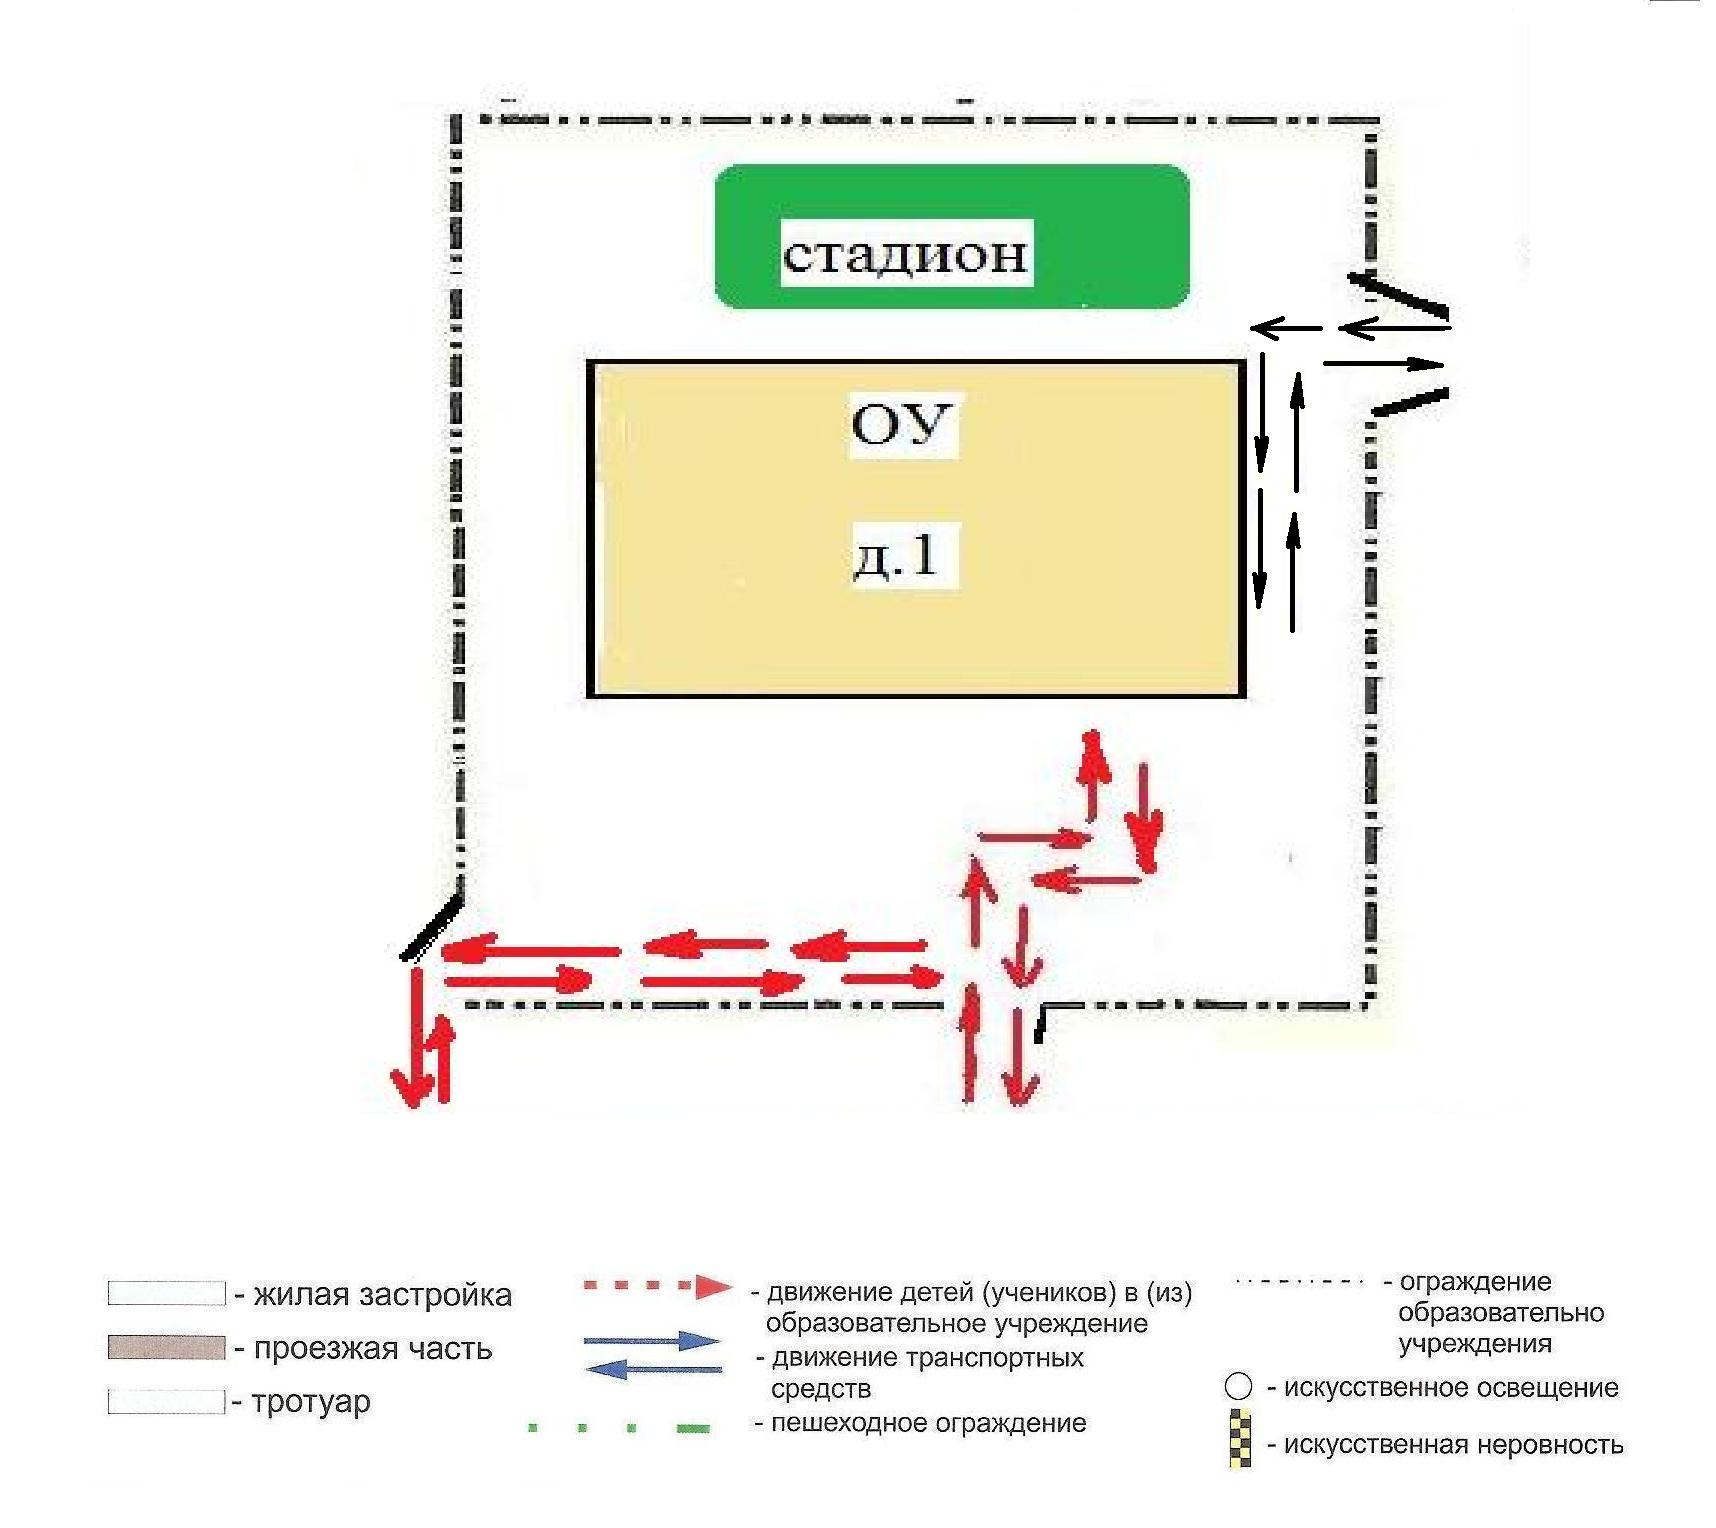 стадион
ОУ
д.1
- жилая застройка
- проезжая часть
- тротуар
- движение детей (учеников) в (из)
образовательное учреждение
- движение транспортных
средств
- пешеходное ограждение
- ограждение
образовательно
учреждения
- искусственное освещение
- искусственная неровность